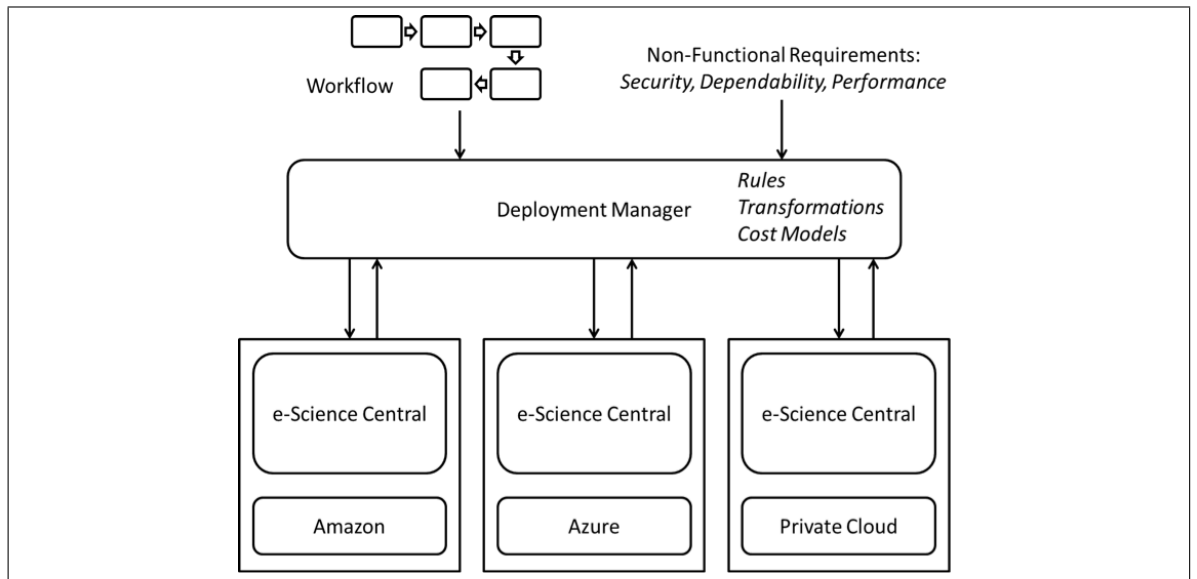 Workflow
Non-Functional Requirements:
Security, Dependability, Performance
Deployment Manager
Rules
Transformations
Cost Models
e-Science Central
e-Science Central
e-Science Central
Amazon
Azure
Private Cloud